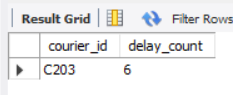 Result Grid Filter Rows
courier_id delay_count
C203 6